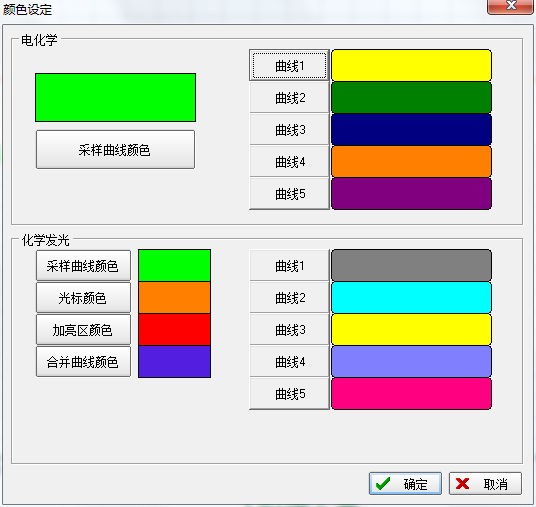 颜色设定
电化学
采样曲线颜色
曲线1
曲线2
曲线3
曲线4
曲线5
化学发光
采样曲线颜色
光标颜色
加亮区颜色
合并曲线颜色
曲线1
曲线2
曲线3
曲线4
曲线5
确定
取消